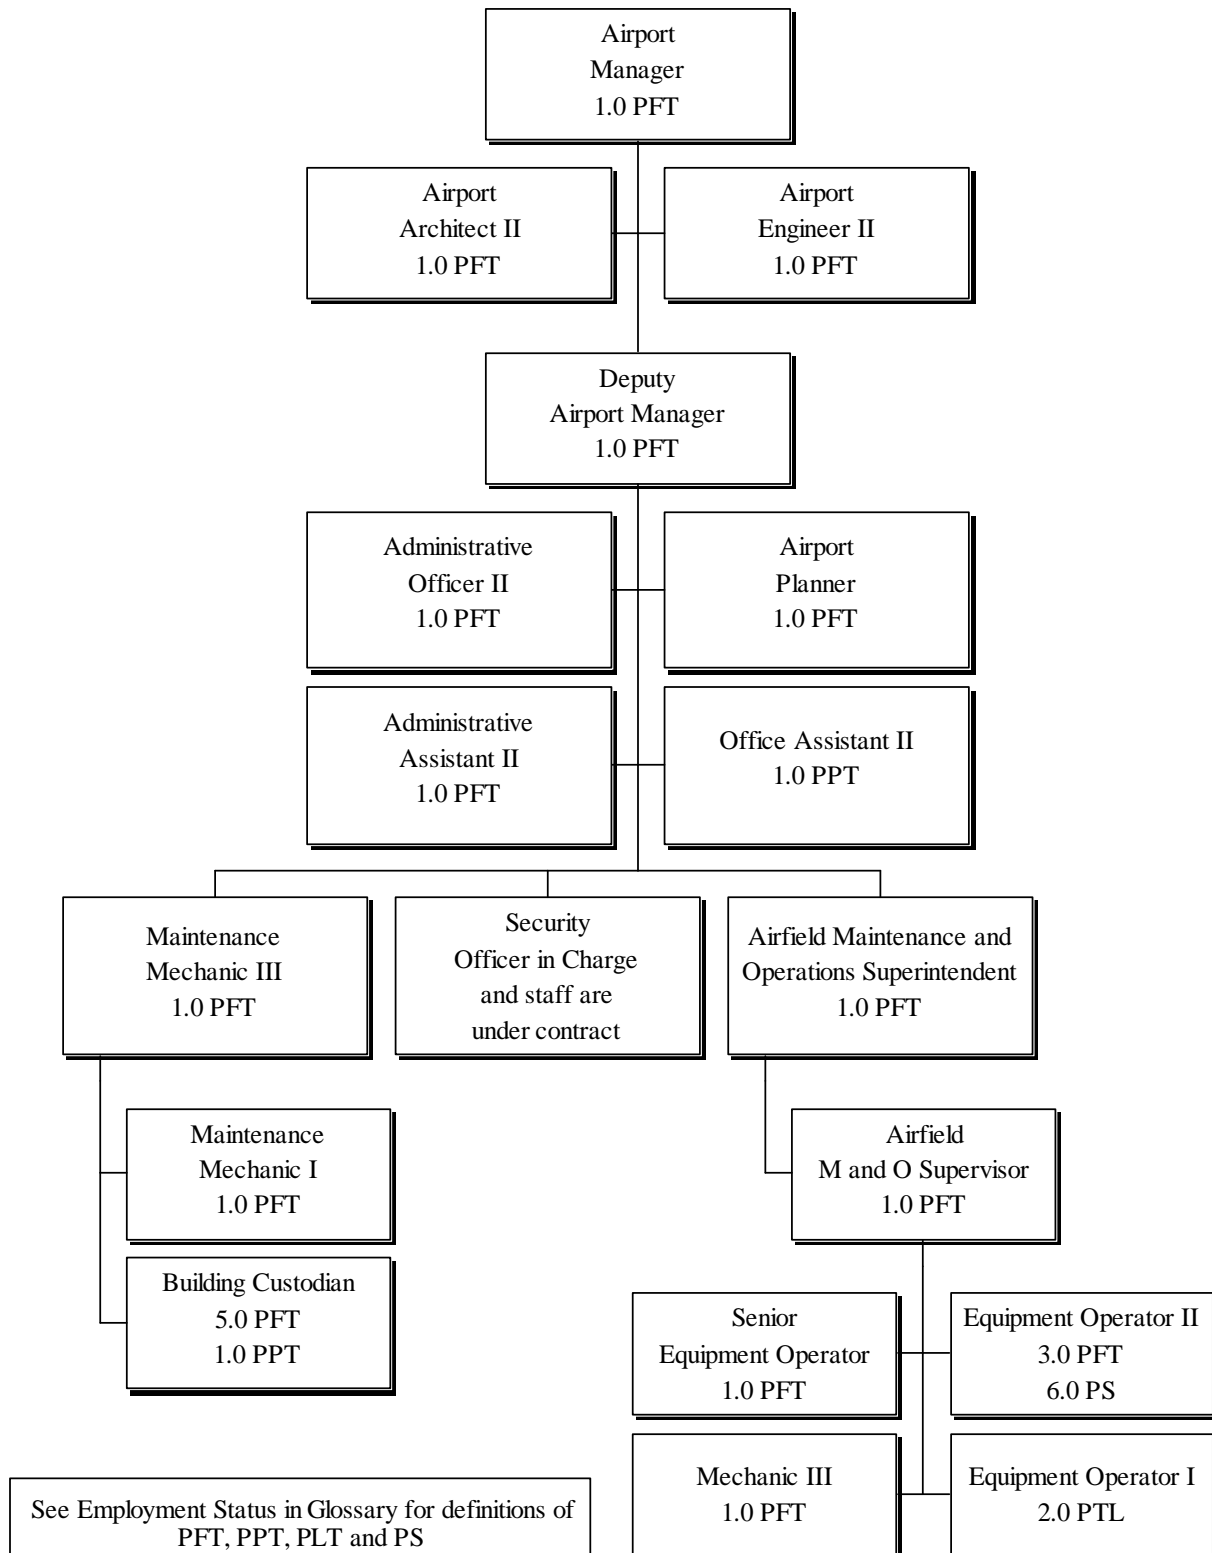 Airport
Manager
1.0 PFT
Airport
Architect II
1.0 PFT
Airport
Engineer II
1.0 PFT
Deputy
Airport Manager
1.0 PFT
Administrative
Officer II
1.0 PFT
Airport
Planner
1.0 PFT
Administrative
Assistant II
1.0 PFT
Office Assistant II
1.0 PPT
Maintenance
Mechanic III
1.0 PFT
Security
Officer in Charge
and staff are
under contract
Airfield Maintenance and
Operations Superintendent
1.0 PFT
Maintenance
Mechanic I
1.0 PFT
Airfield
M and O Supervisor
1.0 PFT
Building Custodian
5.0 PFT
1.0 PPT
Senior
Equipment Operator
1.0 PFT
Equipment Operator II
3.0 PFT
6.0 PS
Mechanic III
1.0 PFT
Equipment Operator I
2.0 PTL
See Employment Status in Glossary for definitions of
PFT, PPT, PLT and PS